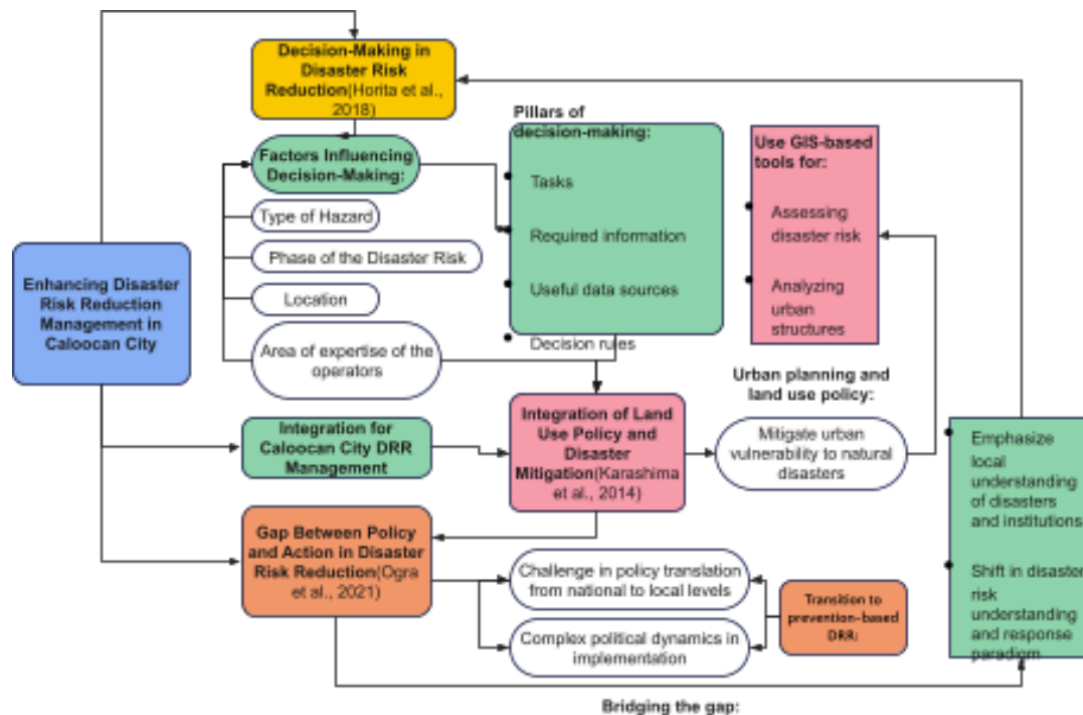 Decision-Making in
Disaster Risk
Reduction(Horita et al.,
2018)
Factors Influencing
Decision-Making:
Type of Hazard
Phase of the Disaster Risk
Location
Area of expertise of the
operators
Pillars of
decision-making:
Tasks
Required information
Useful data sources
Decision rules
Use GIS-based
tools for:
Assessing
disaster risk
Analyzing
urban
structures
Enhancing Disaster
Risk Reduction
Management in
Caloocan City
Integration for
Caloocan City DRR
Management
Integration of Land
Use Policy and
Disaster
Mitigation(Karashima
et al., 2014)
Urban planning and
land use policy:
Mitigate urban
vulnerability to natural
disasters
Gap Between Policy
and Action in Disaster
Risk Reduction(Ogra
et al., 2021)
Challenge in policy translation
from national to local levels
Complex political dynamics in
implementation
Transition to
prevention-based
DRR:
Emphasize
local
understanding
of disasters
and institutions
Shift in disaster
risk
understanding
and response
paradigm
Bridging the gap: